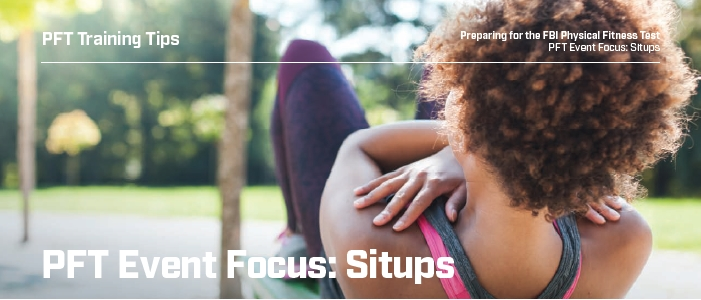 PFT Training Tips
Preparing for the FBI Physical Fitness Test
PFT Event Focus: Situps
PFT Event Focus: Situps